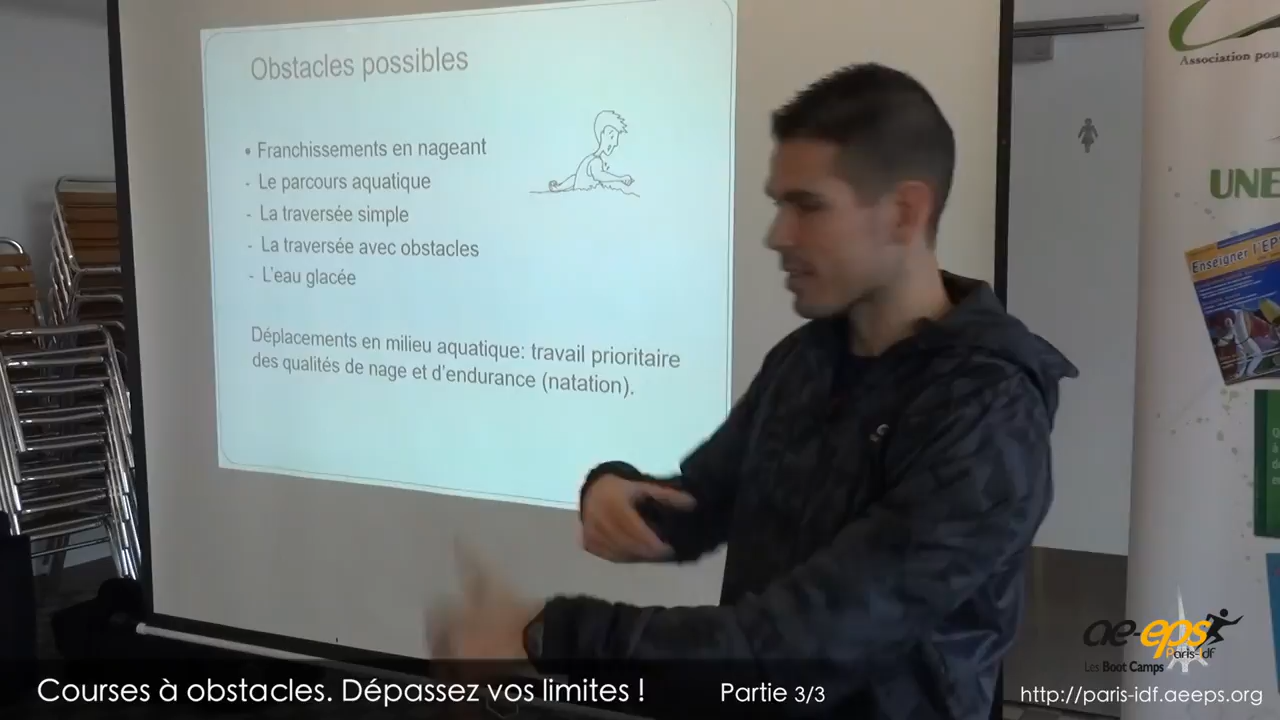 Obstacles possibles
• Franchissements en nageant
- Le parcours aquatique
- La traversée simple
- La traversée avec obstacles
- L'eau glacée
Déplacements en milieu aquatique: travail prioritaire
des qualités de nage et d'endurance (natation).
Association pou
UNE
Enseigner l'EP
ae-eps
Paris-idf
Les Boot Camps
Courses à obstacles. Dépassez vos limites !
Partie 3/3
http://paris-idf.aeeps.org